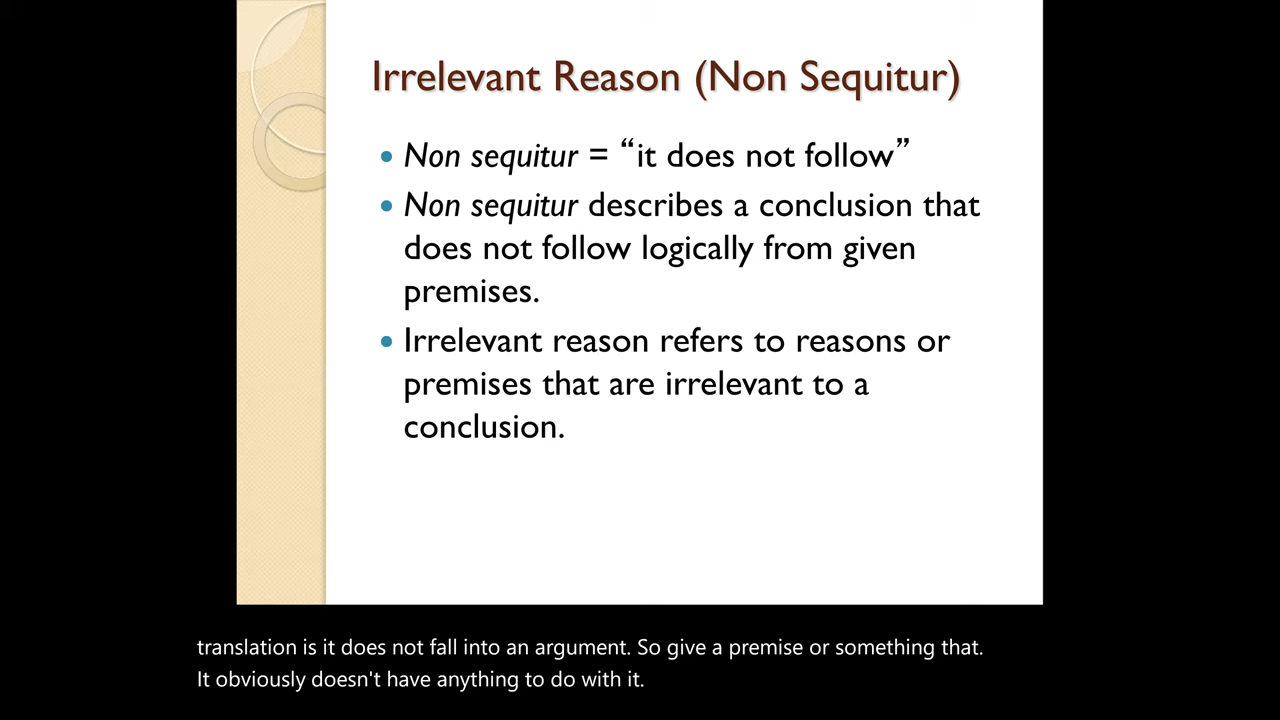 Irrelevant Reason (Non Sequitur)
• Non sequitur = “it does not follow”
• Non sequitur describes a conclusion that
does not follow logically from given
premises.
• Irrelevant reason refers to reasons or
premises that are irrelevant to a
conclusion.
translation is it does not fall into an argument. So give a premise or something that.
It obviously doesn't have anything to do with it.